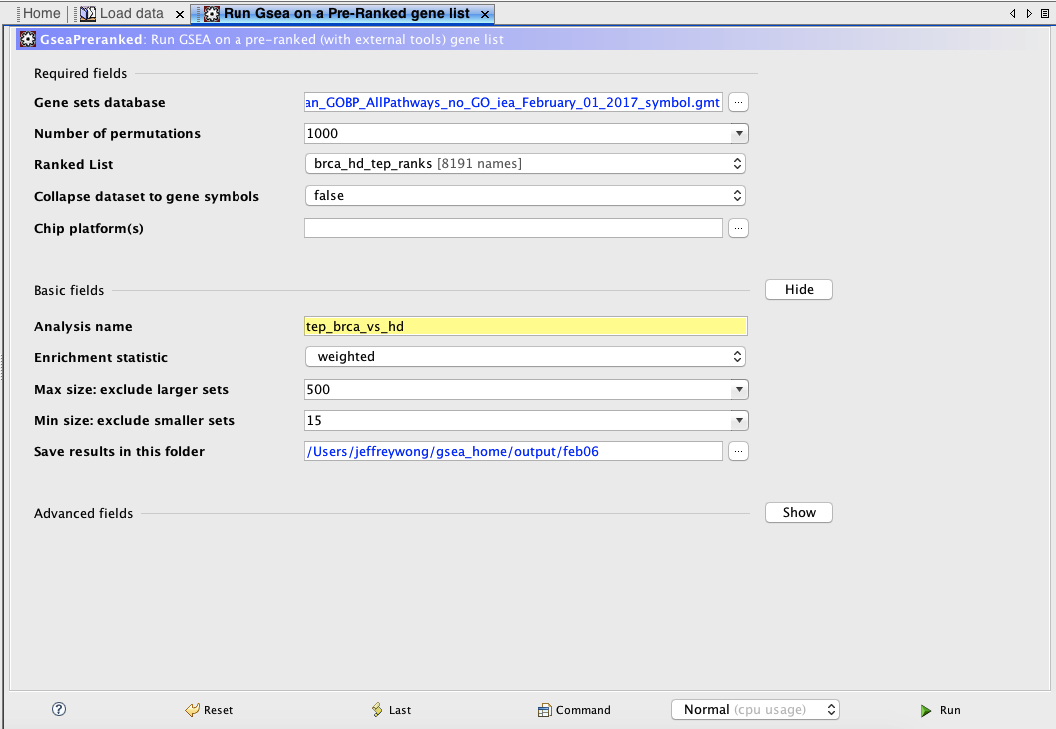 Home Load data × Run Gsea on a Pre-Ranked gene list ×
GseaPreranked: Run GSEA on a pre-ranked (with external tools) gene list
Required fields
Gene sets database an_GOBP_AllPathways_no_GO_iea_February_01_2017_symbol.gmt ...
Number of permutations 1000
Ranked List brca_hd_tep_ranks [8191 names]
Collapse dataset to gene symbols false
Chip platform(s) ...
Basic fields Hide
Analysis name tep_brca_vs_hd
Enrichment statistic weighted
Max size: exclude larger sets 500
Min size: exclude smaller sets 15
Save results in this folder /Users/jeffreywong/gsea_home/output/feb06 ...
Advanced fields Show
? Reset Last Command Normal (cpu usage) Run